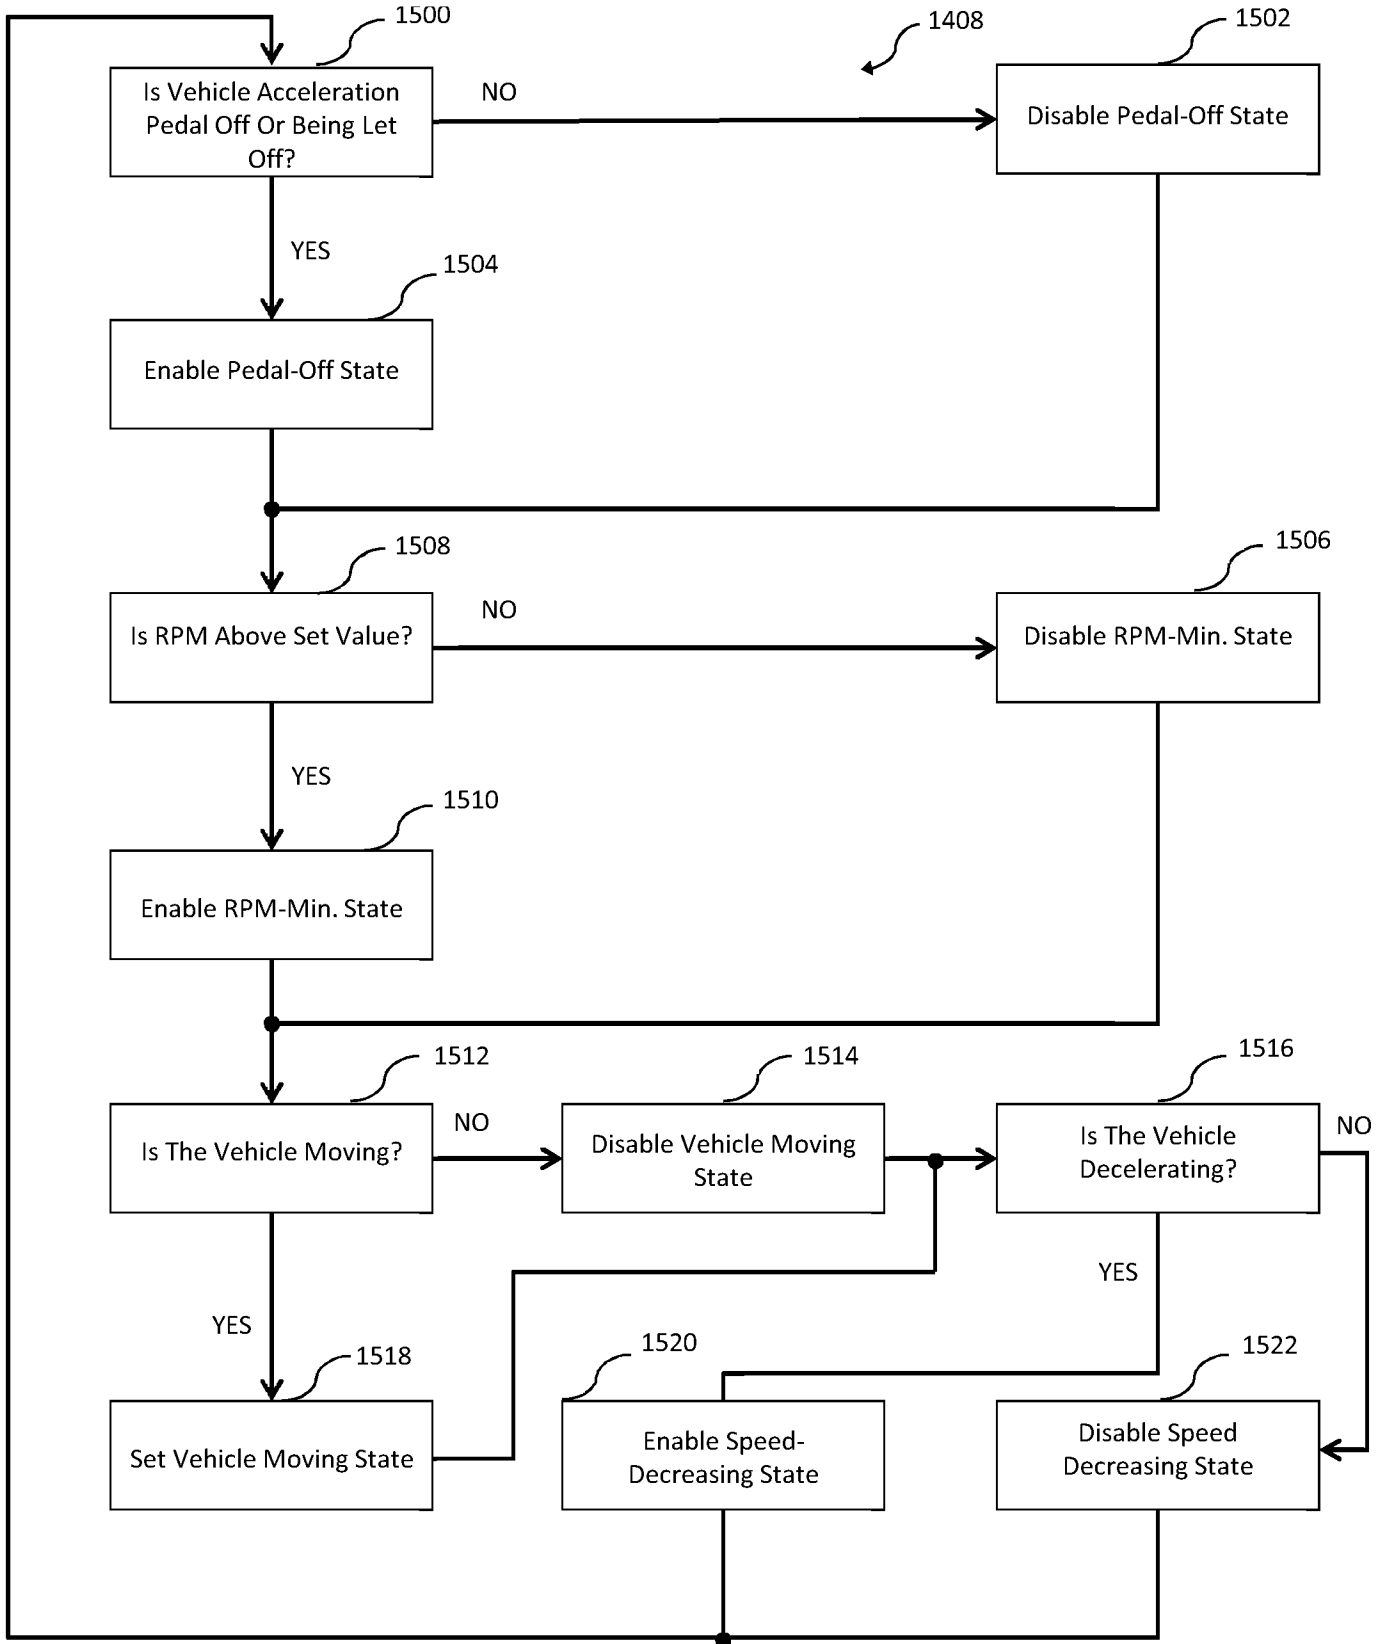 1500
1408
1502
Is Vehicle Acceleration
Pedal Off Or Being Let
Off?
NO
Disable Pedal-Off State
YES
1504
Enable Pedal-Off State
1508
1506
Is RPM Above Set Value?
NO
Disable RPM-Min. State
YES
1510
Enable RPM-Min. State
1512
1514
1516
Is The Vehicle Moving?
NO
Disable Vehicle Moving
State
Is The Vehicle
Decelerating?
NO
YES
YES
1518
1520
1522
Set Vehicle Moving State
Enable Speed-
Decreasing State
Disable Speed
Decreasing State